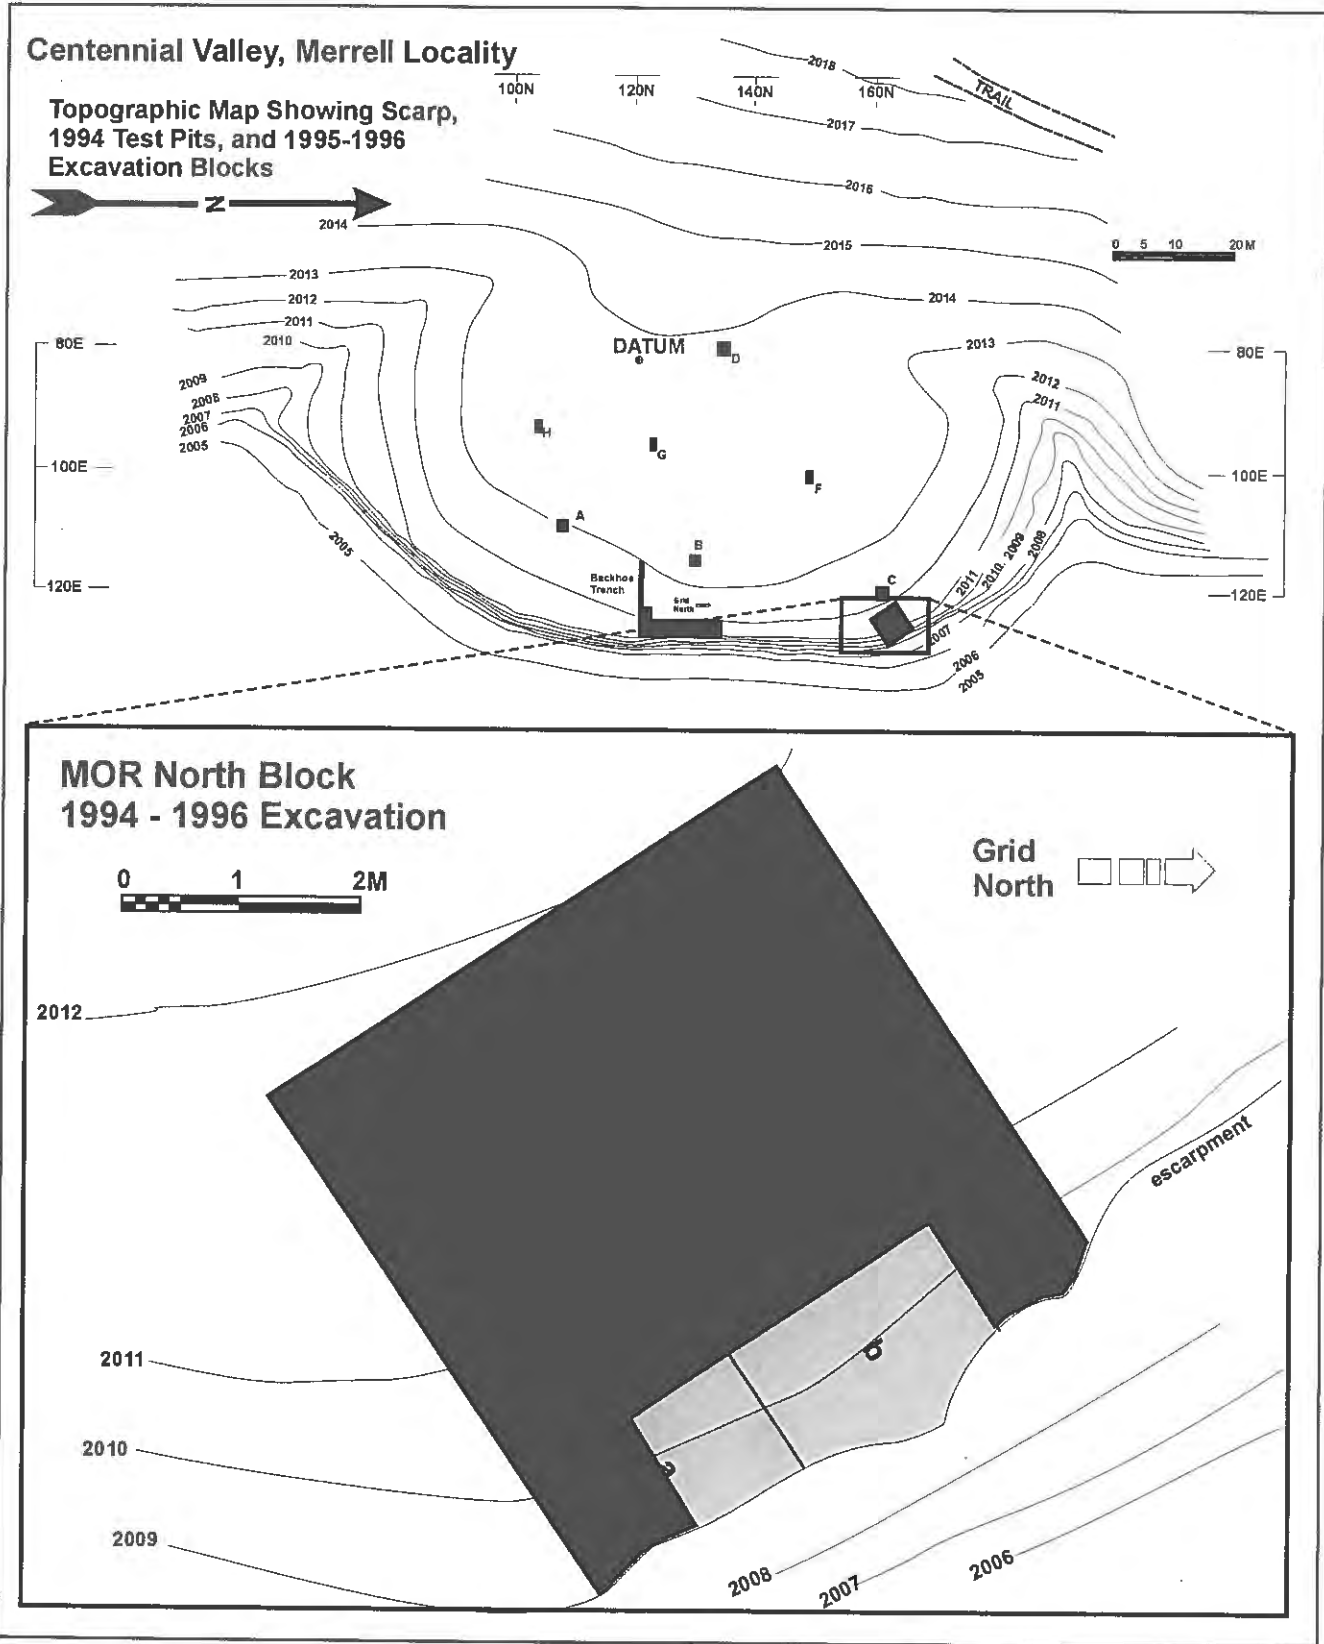 Centennial Valley, Merrell Locality
Topographic Map Showing Scarp,
1994 Test Pits, and 1995-1996
Excavation Blocks
N
100N
120N
140N
160N
TRAIL
2018
2017
2016
2015
2014
2014
0 5 10 20 M
2013
2012
2011
2010
2009
2008
2007
2006
2005
2005
80E
100E
120E
DATUM
D
H
G
F
A
B
C
Backhoe
Trench
Grid
North
2013
2012
2011
80E
100E
120E
2011
2010
2009
2008
2007
2006
2005
MOR North Block
1994 - 1996 Excavation
0 1 2M
Grid
North
2012
escarpment
b
a
2011
2010
2009
2008
2007
2006